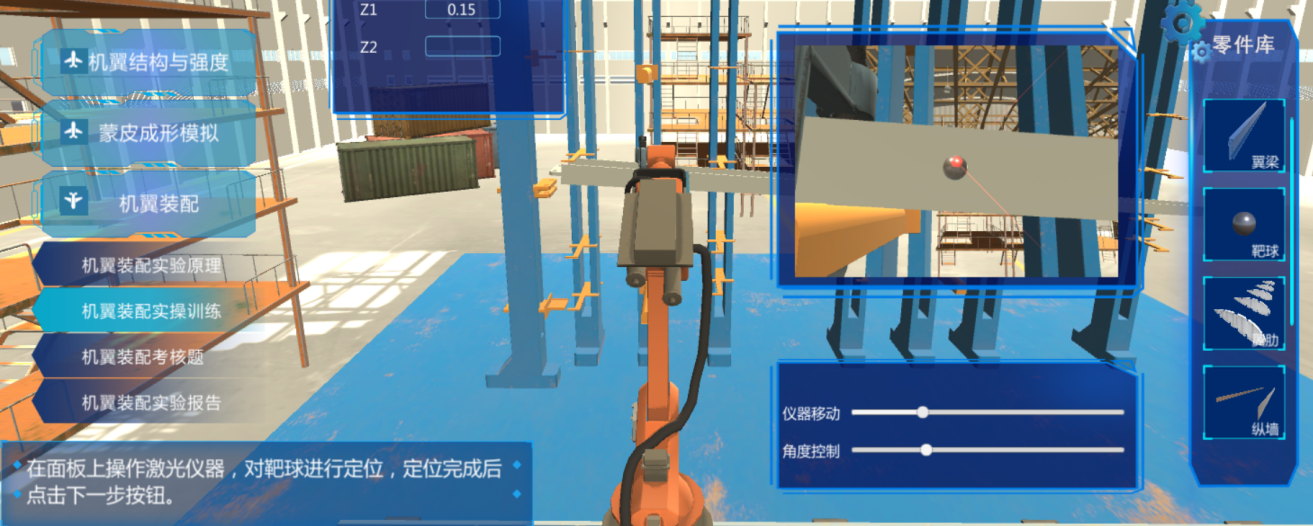 Z1 0.15
Z2
机翼结构与强度
蒙皮成形模拟
机翼装配
机翼装配实验原理
机翼装配实操训练
机翼装配考核题
机翼装配实验报告
在面板上操作激光仪器，对靶球进行定位，定位完成后
点击下一步按钮。
仪器移动
角度控制
零件库
翼梁
靶球
翼肋
纵墙